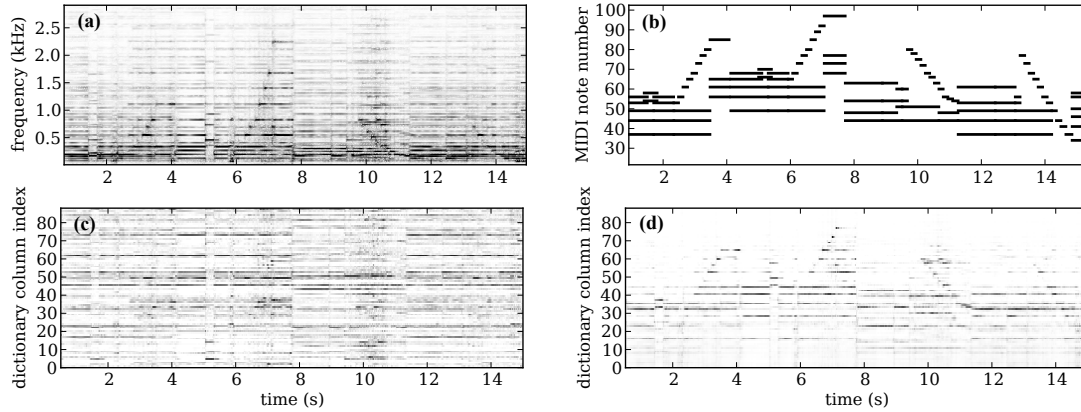 (a)
frequency (kHz)
2.5
2.0
1.5
1.0
0.5
2 4 6 8 10 12 14
(b)
MIDI note number
100
90
80
70
60
50
40
30
2 4 6 8 10 12 14
(c)
dictionary column index
80
70
60
50
40
30
20
10
0
2 4 6 8 10 12 14
time (s)
(d)
dictionary column index
80
70
60
50
40
30
20
10
0
2 4 6 8 10 12 14
time (s)